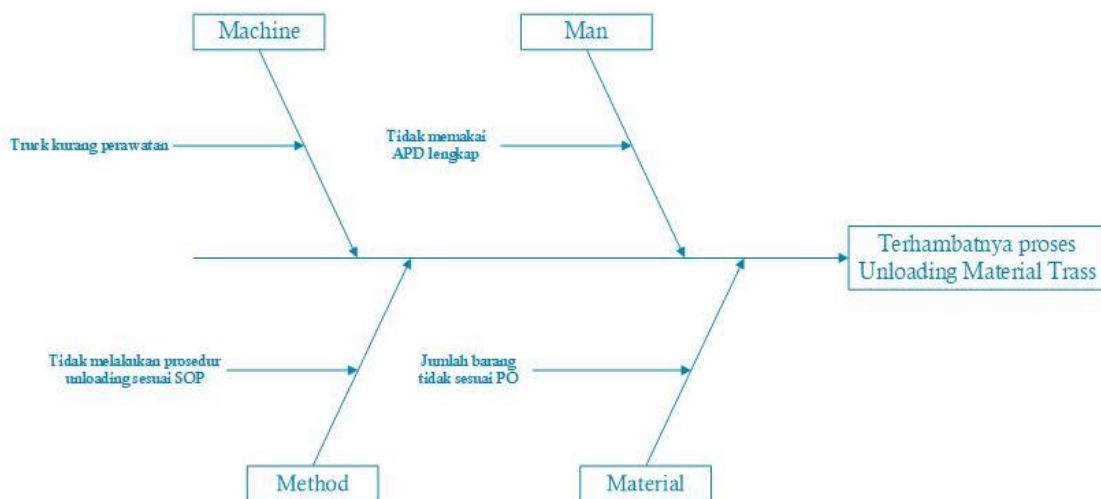 Machine
Man
Truck kurang perawatan
Tidak memakai
APD lengkap
Terhambatnya proses
Unloading Material Trass
Tidak melakukan prosedur
unloading sesuai SOP
Jumlah barang
tidak sesuai PO
Method
Material